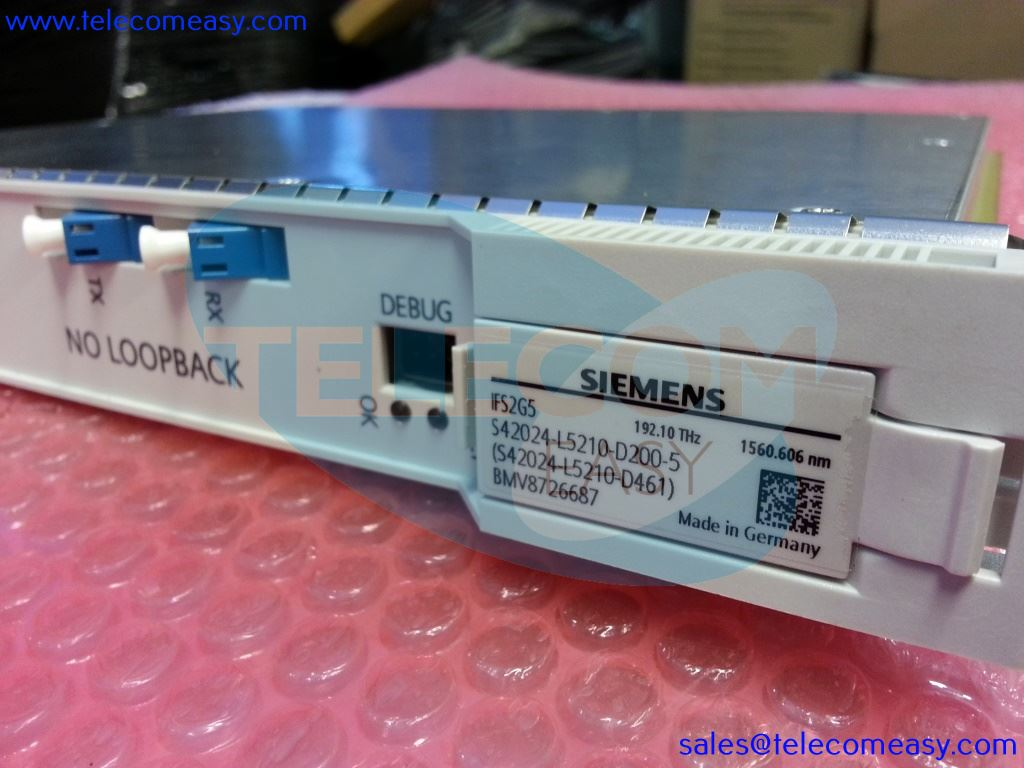 www.telecomeasy.com
TX
RX
NO LOOPBACK
DEBUG
OK
TELECOM
EASY
SIEMENS
IFS2G5
192.10 THz
1560.606 nm
S42024-L5210-D200-5
(S42024-L5210-D461)
BMV8726687
Made in Germany
sales@telecomeasy.com